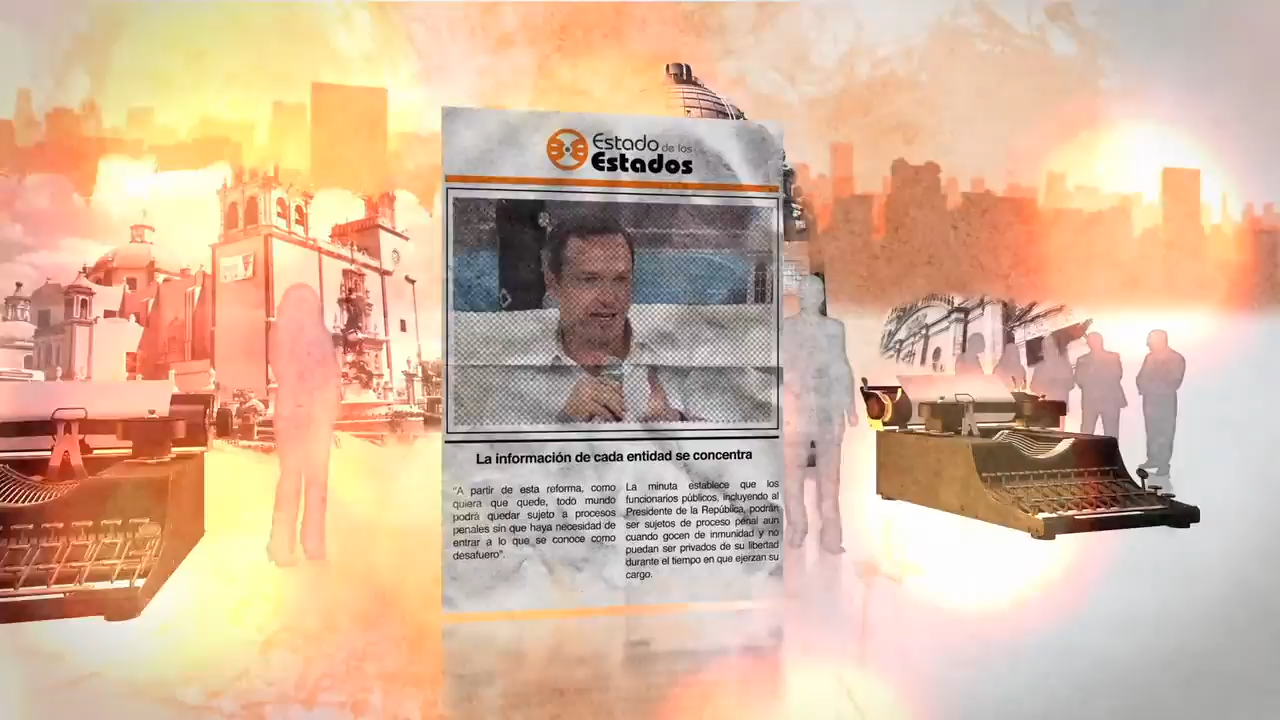 Estado de los
Estados
La información de cada entidad se concentra
"A partir de esta reforma, como
quiera que quede, todo mundo
podrá quedar sujeto a procesos
penales sin que haya necesidad de
entrar a lo que se conoce como
desafuero".
La minuta establece que los
funcionarios públicos, incluyendo al
Presidente de la República, podrán
ser sujetos de proceso penal aun
cuando gocen de inmunidad y no
puedan ser privados de su libertad
durante el tiempo en que ejerzan su
cargo.